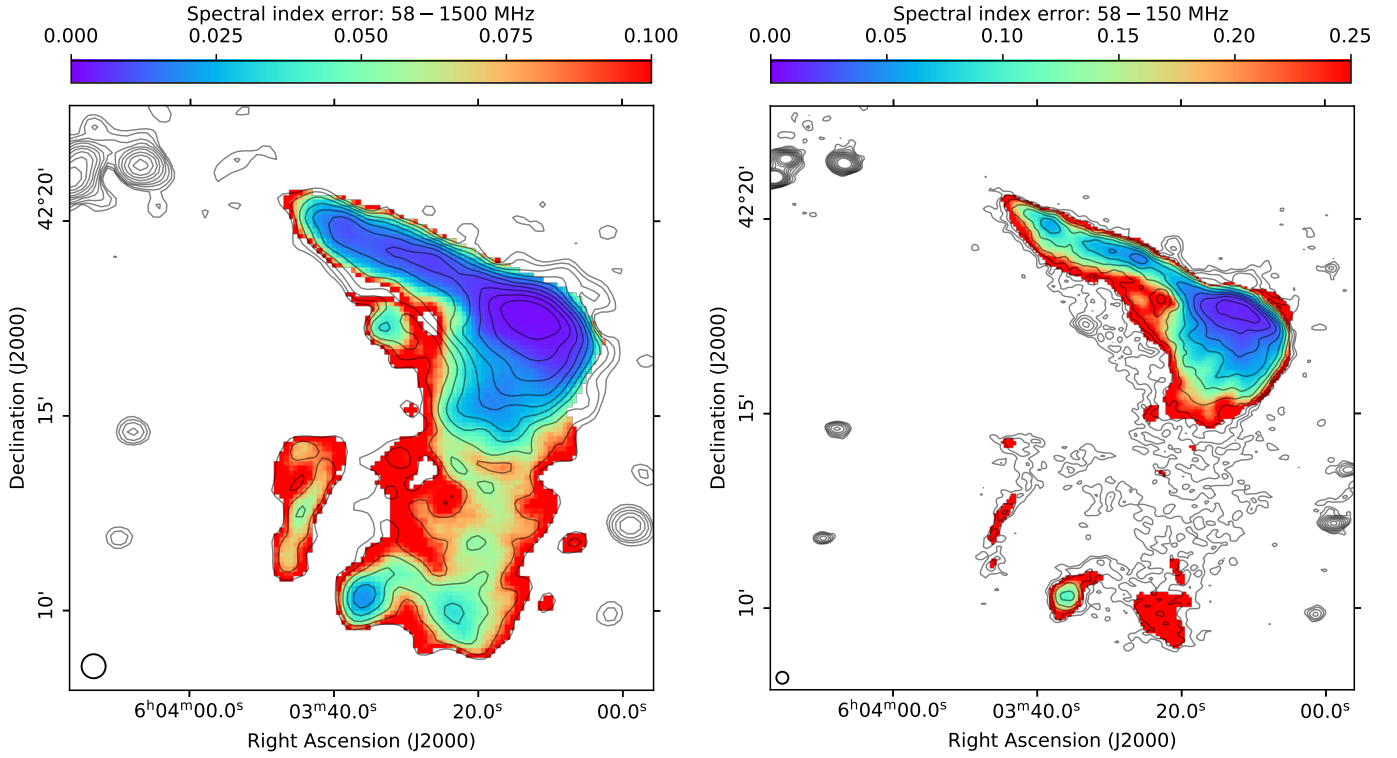 Spectral index error: 58 − 1500 MHz
0.000 0.025 0.050 0.075 0.100
42°20'
15'
10'
Declination (J2000)
6ʰ04ᵐ00.0ˢ 03ᵐ40.0ˢ 20.0ˢ 00.0ˢ
Right Ascension (J2000)
Spectral index error: 58 − 150 MHz
0.00 0.05 0.10 0.15 0.20 0.25
42°20'
15'
10'
Declination (J2000)
6ʰ04ᵐ00.0ˢ 03ᵐ40.0ˢ 20.0ˢ 00.0ˢ
Right Ascension (J2000)